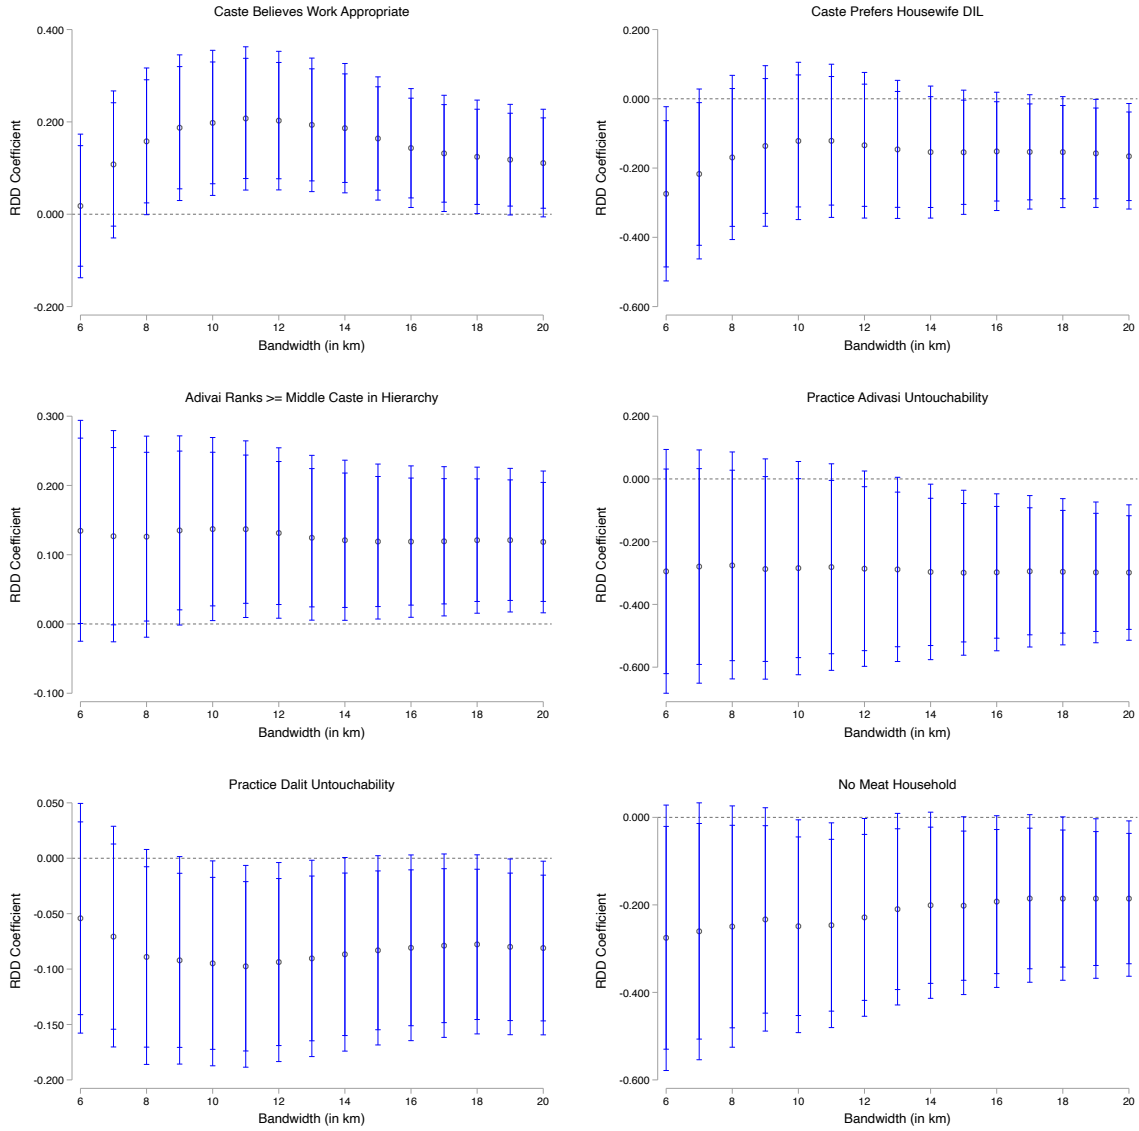 Caste Believes Work Appropriate
0.400
0.200
0.000
-0.200
RDD Coefficient
6 8 10 12 14 16 18 20
Bandwidth (in km)
Caste Prefers Housewife DIL
0.200
0.000
-0.200
-0.400
-0.600
RDD Coefficient
6 8 10 12 14 16 18 20
Bandwidth (in km)
Adivai Ranks >= Middle Caste in Hierarchy
0.300
0.200
0.100
0.000
-0.100
RDD Coefficient
6 8 10 12 14 16 18 20
Bandwidth (in km)
Practice Adivasi Untouchability
0.200
0.000
-0.200
-0.400
-0.600
RDD Coefficient
6 8 10 12 14 16 18 20
Bandwidth (in km)
Practice Dalit Untouchability
0.050
0.000
-0.050
-0.100
-0.150
-0.200
RDD Coefficient
6 8 10 12 14 16 18 20
Bandwidth (in km)
No Meat Household
0.000
-0.200
-0.400
-0.600
RDD Coefficient
6 8 10 12 14 16 18 20
Bandwidth (in km)